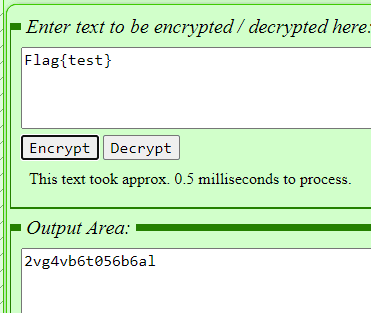 Enter text to be encrypted / decrypted here:
Flag{test}
Encrypt Decrypt
This text took approx. 0.5 milliseconds to process.
Output Area:
2vg4vb6t056b6al